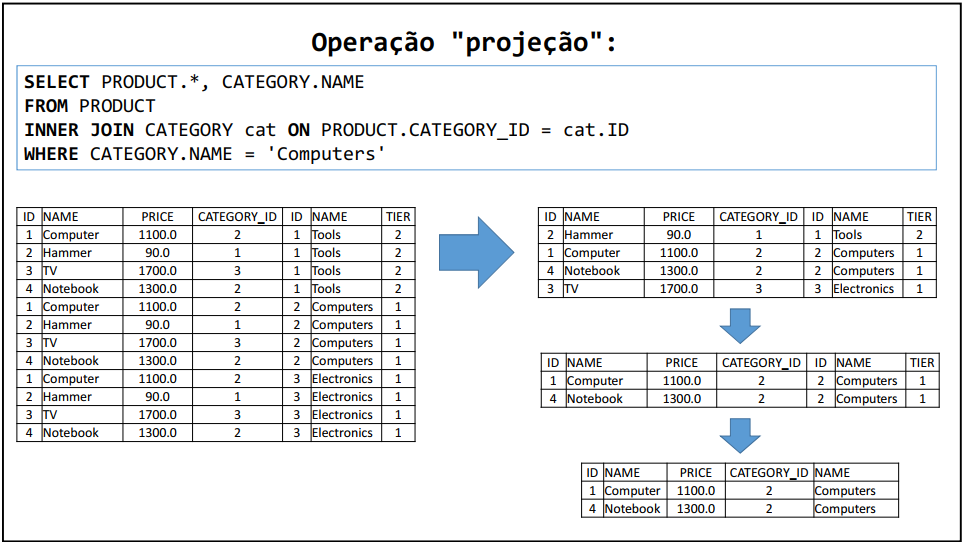 Operação "projeção":
SELECT PRODUCT.*, CATEGORY.NAME
FROM PRODUCT
INNER JOIN CATEGORY cat ON PRODUCT.CATEGORY_ID = cat.ID
WHERE CATEGORY.NAME = 'Computers'
ID NAME PRICE CATEGORY_ID ID NAME TIER
1 Computer 1100.0 2 1 Tools 2
2 Hammer 90.0 1 1 Tools 2
3 TV 1700.0 3 1 Tools 2
4 Notebook 1300.0 2 1 Tools 2
1 Computer 1100.0 2 2 Computers 1
2 Hammer 90.0 1 2 Computers 1
3 TV 1700.0 3 2 Computers 1
4 Notebook 1300.0 2 2 Computers 1
1 Computer 1100.0 2 3 Electronics 1
2 Hammer 90.0 1 3 Electronics 1
3 TV 1700.0 3 3 Electronics 1
4 Notebook 1300.0 2 3 Electronics 1
ID NAME PRICE CATEGORY_ID ID NAME TIER
2 Hammer 90.0 1 1 Tools 2
1 Computer 1100.0 2 2 Computers 1
4 Notebook 1300.0 2 2 Computers 1
3 TV 1700.0 3 3 Electronics 1
ID NAME PRICE CATEGORY_ID ID NAME TIER
1 Computer 1100.0 2 2 Computers 1
4 Notebook 1300.0 2 2 Computers 1
ID NAME PRICE CATEGORY_ID NAME
1 Computer 1100.0 2 Computers
4 Notebook 1300.0 2 Computers